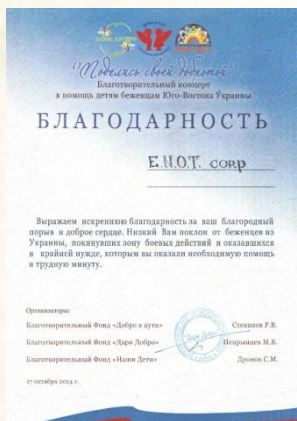 "Поделись своей добротой"
Благотворительный концерт
в помощь детям беженцам Юго-Востока Украины
БЛАГОДАРНОСТЬ
E.N.O.T. corp
Выражаем искреннюю благодарность за ваш благородный
порыв и доброе сердце. Низкий Вам поклон от беженцев из
Украины, покинувших зону боевых действий и оказавшихся
в крайней нужде, которым вы оказали необходимую помощь
в трудную минуту.
Организаторы:
Благотворительный Фонд «Добро в пути» Степанов Р.В.
Благотворительный Фонд «Дари Добро» М.В.
Благотворительный Фонд «Наши Дети» Дронов С.М.
17 октября 2014 г.